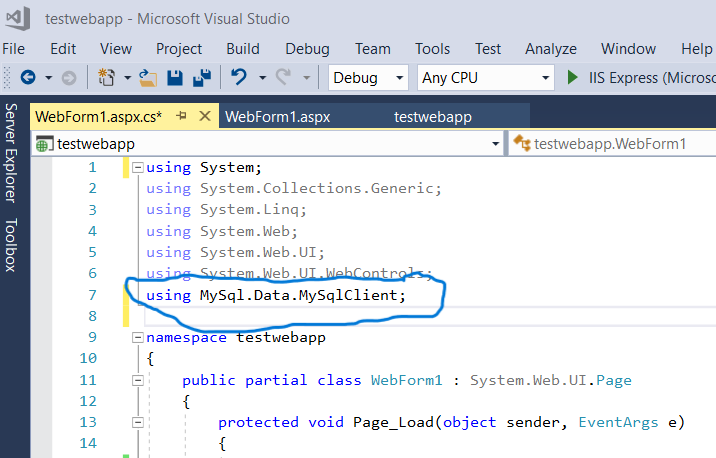 testwebapp - Microsoft Visual Studio
File Edit View Project Build Debug Team Tools Test Analyze Window Help
Debug Any CPU IIS Express (Micros
WebForm1.aspx.cs* WebForm1.aspx testwebapp
testwebapp testwebapp.WebForm1
Server Explorer
Toolbox
1 using System;
2 using System.Collections.Generic;
3 using System.Linq;
4 using System.Web;
5 using System.Web.UI;
6 using System.Web.UI.WebControls;
7 using MySql.Data.MySqlClient;
8
9 namespace testwebapp
10 {
11 public partial class WebForm1 : System.Web.UI.Page
12 {
13 protected void Page_Load(object sender, EventArgs e)
14 {